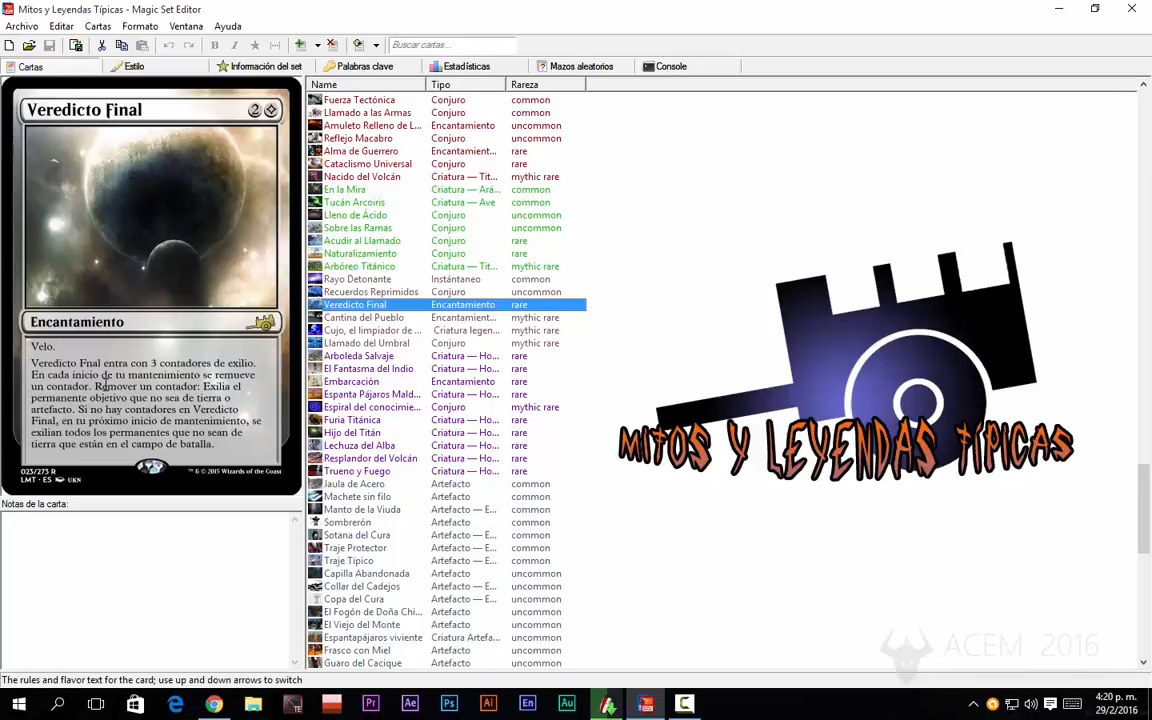 Mitos y Leyendas Típicas - Magic Set Editor
Archivo Editar Cartas Formato Ventana Ayuda
Buscar cartas...
Cartas Estilo Información del set Palabras clave Estadísticas Mazos aleatorios Console
Veredicto Final 2
Encantamiento
Velo.
Veredicto Fnal entra con 3 contadores de exilio.
En cada inicio de tu mantenimiento se remueve
un contador. Remover un contador: Exilia el
permanente objetivo que no sea de tierra o
artefacto. Si no hay contadores en Veredicto
Final, en tu próximo inicio de mantenimiento, se
exilian todos los permanentes que no sean de
tierra que están en el campo de batalla.
023/273 R
LMT · ES UKN
™ & © 2015 Wizards of the Coast
Notas de la carta:
Name Tipo Rareza
Fuerza Tectónica Conjuro common
Llamado a las Armas Conjuro common
Amuleto Relleno de L... Encantamiento uncommon
Reflejo Macabro Conjuro uncommon
Alma de Guerrero Encantament... rare
Cataclismo Universal Conjuro rare
Nacido del Volcán Criatura — Tit... mythic rare
En la Mira Criatura — Ará... common
Tucán Arcoiris Criatura — Ave common
Lleno de Ácido Conjuro uncommon
Sobre las Ramas Conjuro uncommon
Acudir al Llamado Conjuro rare
Naturalizamiento Conjuro rare
Arbóreo Titánico Criatura — Tit... mythic rare
Rayo Detonante Instántaneo common
Recuerdos Reprimidos Conjuro uncommon
Veredicto Final Encantamiento rare
Cantina del Pueblo Encantament... mythic rare
Cujo, el limpiador de ... Criatura legen... mythic rare
Llamado del Umbral Conjuro mythic rare
Arboleda Salvaje Criatura — Ho... rare
El Fantasma del Indio Criatura — Ho... rare
Embarcación Encantament... rare
Espanta Pájaros Mald... Criatura — Ho... rare
Espiral del conocimie... Criatura — Ho... mythic rare
Furia Titánica Criatura — Ho... rare
Hijo del Titán Criatura — Ho... rare
Lechuza del Alba Criatura — Ho... rare
Resplandor del Volcán Criatura — Ho... rare
Trueno y Fuego Criatura — Ho... rare
Jaula de Acero Artefacto common
Machete sin filo Artefacto common
Manto de la Viuda Artefacto — E... common
Sombrerón Artefacto common
Sotana del Cura Artefacto — E... common
Traje Protector Artefacto — E... common
Traje Típico Artefacto — E... common
Capilla Abandonada Artefacto uncommon
Collar del Cadejos Artefacto — E... uncommon
Copa del Cura Artefacto — E... uncommon
El Fogón de Doña Chi... Artefacto uncommon
El Viejo del Monte Artefacto uncommon
Espantapájaros viviente Criatura Artefa... uncommon
Frasco con Miel Artefacto uncommon
Guaro del Cacique Artefacto uncommon
MITOS Y LEYENDAS TÍPICAS
ACEM 2016
The rules and flavor text for the card; use up and down arrows to switch
4:20 p. m.
29/2/2016